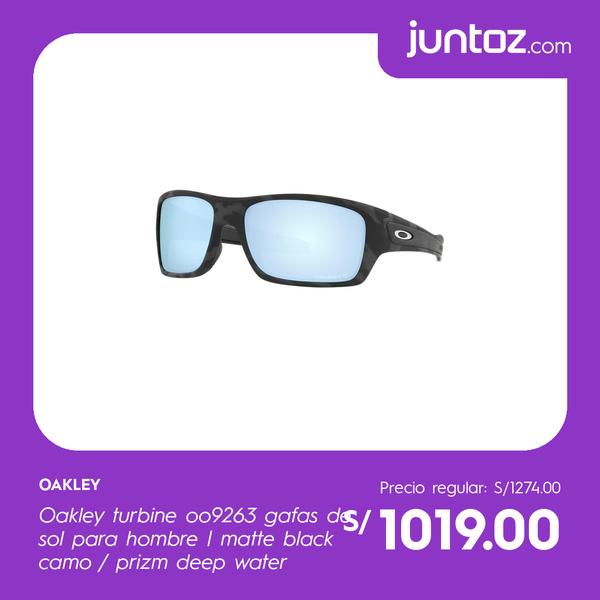 juntoz.com
OAKLEY
Oakley turbine oo9263 gafas de
sol para hombre | matte black
camo / prizm deep water
Precio regular: S/1274.00
S/ 1019.00